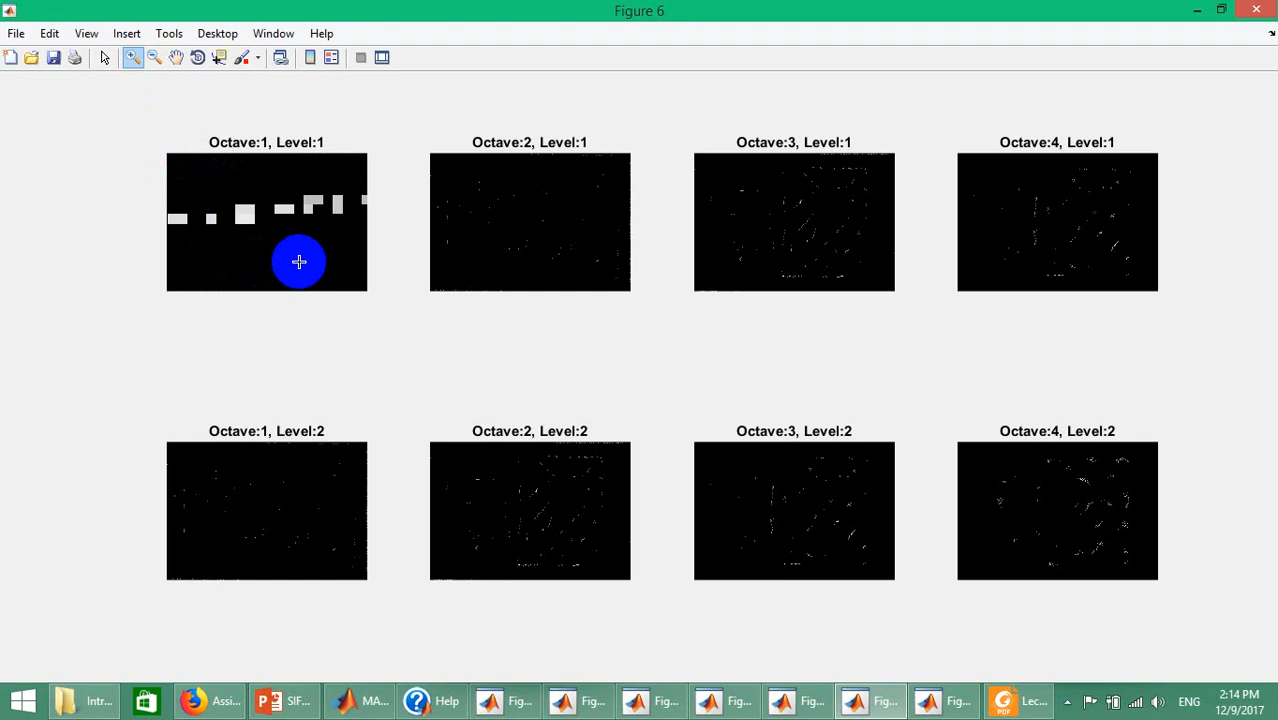 Figure 6
File Edit View Insert Tools Desktop Window Help
Octave:1, Level:1 Octave:2, Level:1 Octave:3, Level:1 Octave:4, Level:1
Octave:1, Level:2 Octave:2, Level:2 Octave:3, Level:2 Octave:4, Level:2
Intr... Assi... SIF... MA... Help Fig... Fig... Fig... Fig... Fig... Fig... Fig... Lec... ENG 2:14 PM
12/9/2017